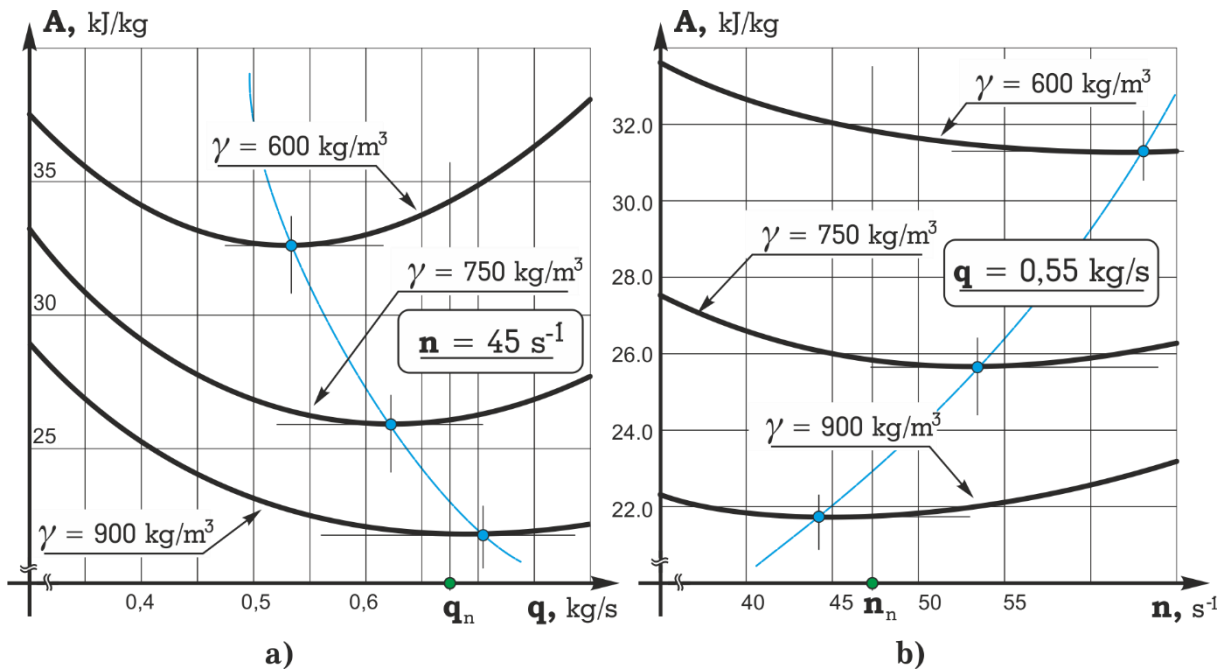 A, kJ/kg
γ = 600 kg/m³
35
γ = 750 kg/m³
30
n = 45 s⁻¹
25
γ = 900 kg/m³
0,4
0,5
0,6
qₙ
q, kg/s
a)
A, kJ/kg
γ = 600 kg/m³
32.0
30.0
γ = 750 kg/m³
q = 0,55 kg/s
28.0
26.0
γ = 900 kg/m³
24.0
22.0
40
45
nₙ
50
55
n, s⁻¹
b)